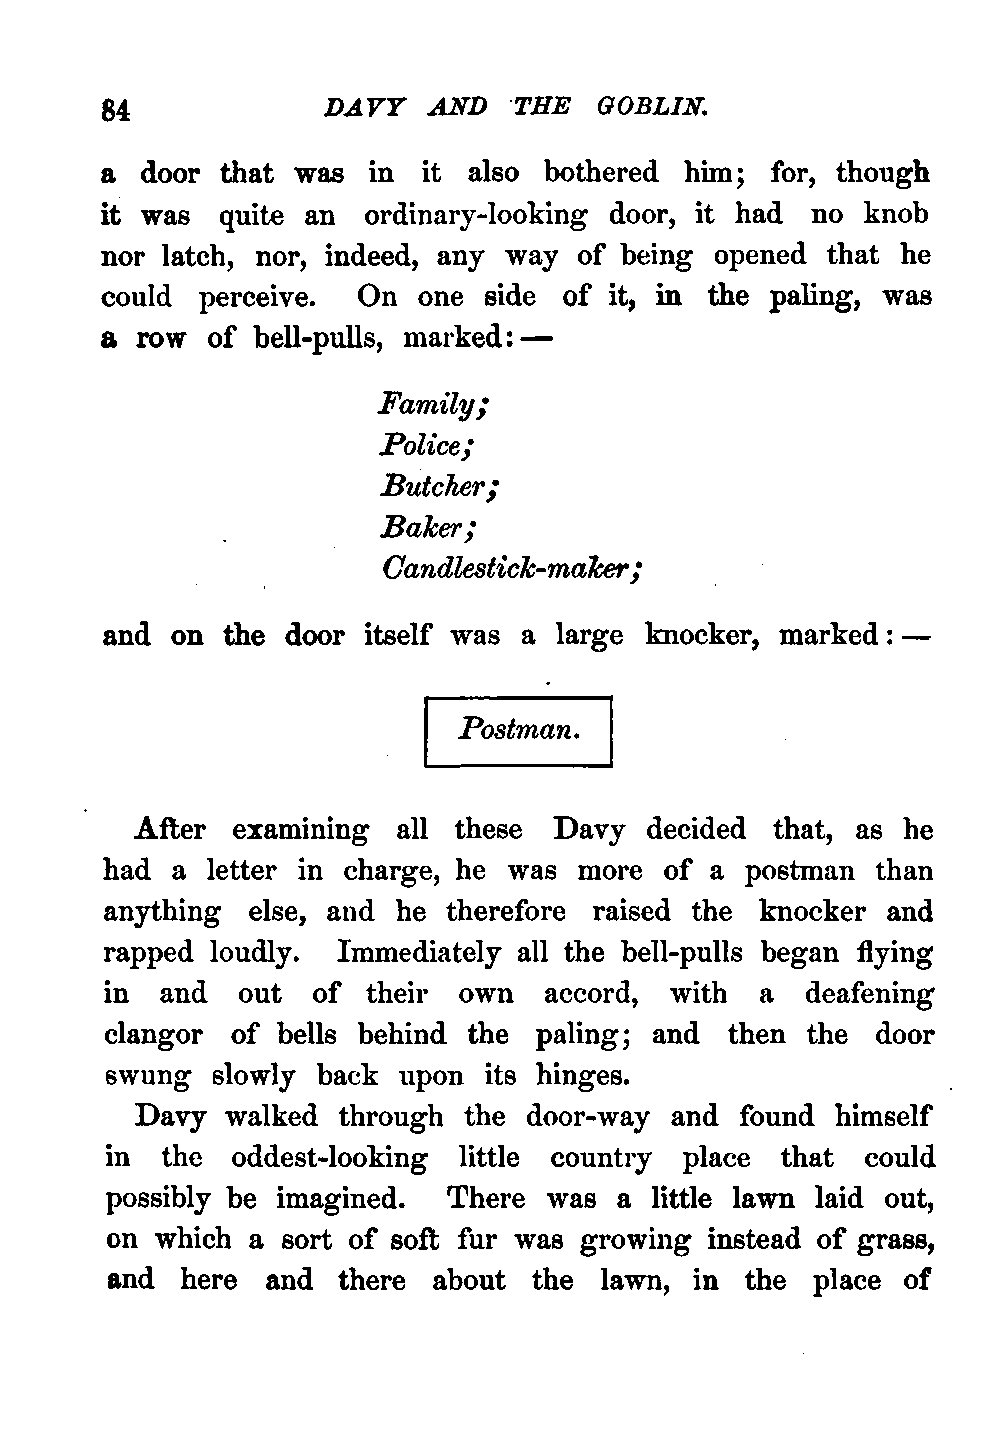 84 DAVY AND THE GOBLIN.
a door that was in it also bothered him; for, though
it was quite an ordinary-looking door, it had no knob
nor latch, nor, indeed, any way of being opened that he
could perceive. On one side of it, in the paling, was
a row of bell-pulls, marked: —
Family;
Police;
Butcher;
Baker;
Candlestick-maker;
and on the door itself was a large knocker, marked: —
Postman.
After examining all these Davy decided that, as he
had a letter in charge, he was more of a postman than
anything else, and he therefore raised the knocker and
rapped loudly. Immediately all the bell-pulls began flying
in and out of their own accord, with a deafening
clangor of bells behind the paling; and then the door
swung slowly back upon its hinges.
Davy walked through the door-way and found himself
in the oddest-looking little country place that could
possibly be imagined. There was a little lawn laid out,
on which a sort of soft fur was growing instead of grass,
and here and there about the lawn, in the place of